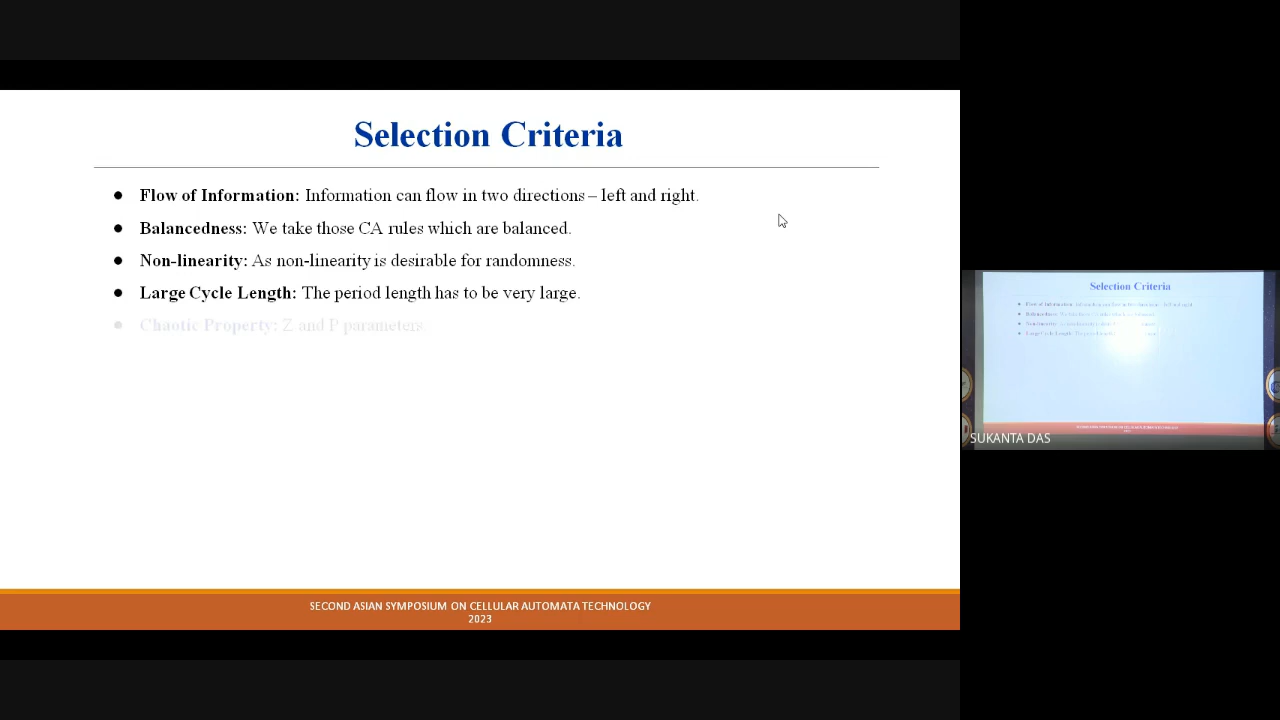 Selection Criteria
● Flow of Information: Information can flow in two directions – left and right.
● Balancedness: We take those CA rules which are balanced.
● Non-linearity: As non-linearity is desirable for randomness.
● Large Cycle Length: The period length has to be very large.
● Chaotic Property: Z and P parameters.
SECOND ASIAN SYMPOSIUM ON CELLULAR AUTOMATA TECHNOLOGY
2023
Selection Criteria
SUKANTA DAS